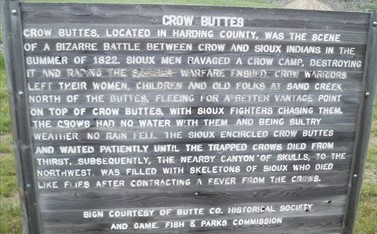 CROW BUTTES
CROW BUTTES, LOCATED IN HARDING COUNTY, WAS THE SCENE
OF A BIZARRE BATTLE BETWEEN CROW AND SIOUX INDIANS IN THE
SUMMER OF 1822. SIOUX MEN RAVAGED A CROW CAMP, DESTROYING
IT AND THE WARFARE ENSUED. CROW WARRIORS
LEFT THEIR WOMEN, CHILDREN AND OLD FOLKS AT SAND CREEK
NORTH OF THE BUTTES, FLEEING FOR A BETTER VANTAGE POINT
ON TOP OF CROW BUTTES, WITH SIOUX FIGHTERS CHASING THEM.
THE CROWS HAD NO WATER WITH THEM AND BEING SULTRY
WEATHER NO RAIN FELL. THE SIOUX ENCIRCLED CROW BUTTES
AND WAITED PATIENTLY UNTIL THE TRAPPED CROWS DIED FROM
THIRST. SUBSEQUENTLY, THE NEARBY CANYON OF SKULLS, TO THE
NORTHWEST, WAS FILLED WITH SKELETONS OF SIOUX WHO DIED
LIKE FLIES AFTER CONTRACTING A FEVER FROM THE CROWS.
SIGN COURTESY OF BUTTE CO. HISTORICAL SOCIETY
AND GAME, FISH & PARKS COMMISSION